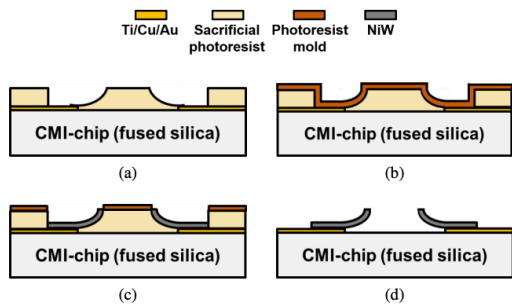 Ti/Cu/Au
Sacrificial
photoresist
Photoresist
mold
NiW
CMI-chip (fused silica)
(a)
CMI-chip (fused silica)
(b)
CMI-chip (fused silica)
(c)
CMI-chip (fused silica)
(d)